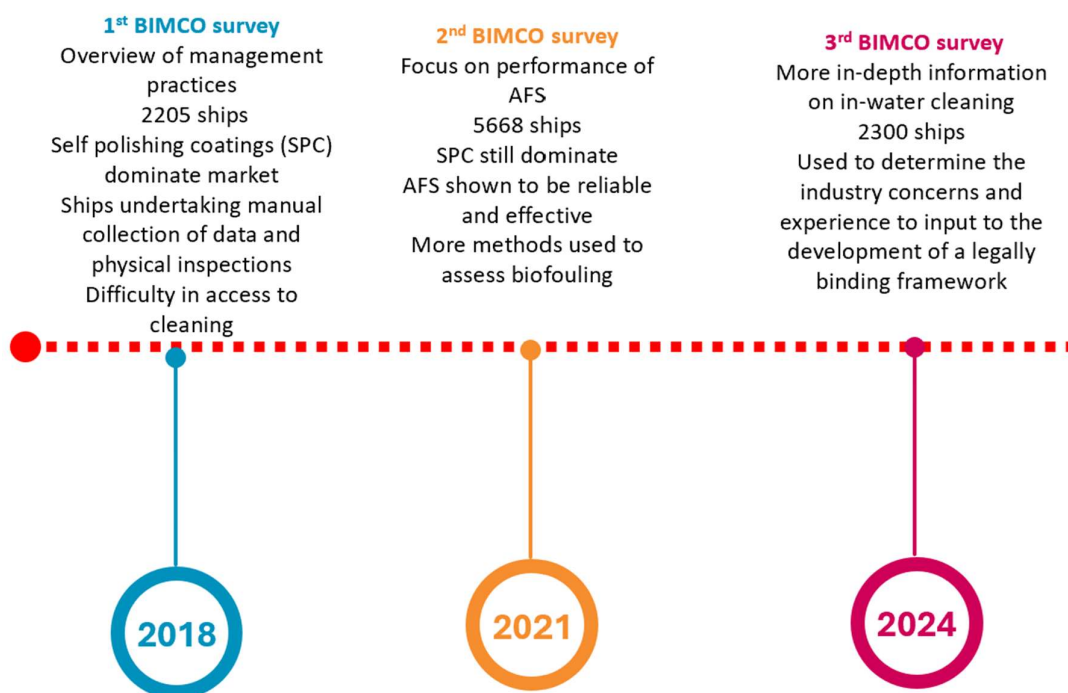 1st BIMCO survey
Overview of management
practices
2205 ships
Self polishing coatings (SPC)
dominate market
Ships undertaking manual
collection of data and
physical inspections
Difficulty in access to
cleaning
2nd BIMCO survey
Focus on performance of
AFS
5668 ships
SPC still dominate
AFS shown to be reliable
and effective
More methods used to
assess biofouling
3rd BIMCO survey
More in-depth information
on in-water cleaning
2300 ships
Used to determine the
industry concerns and
experience to input to the
development of a legally
binding framework
2018
2021
2024